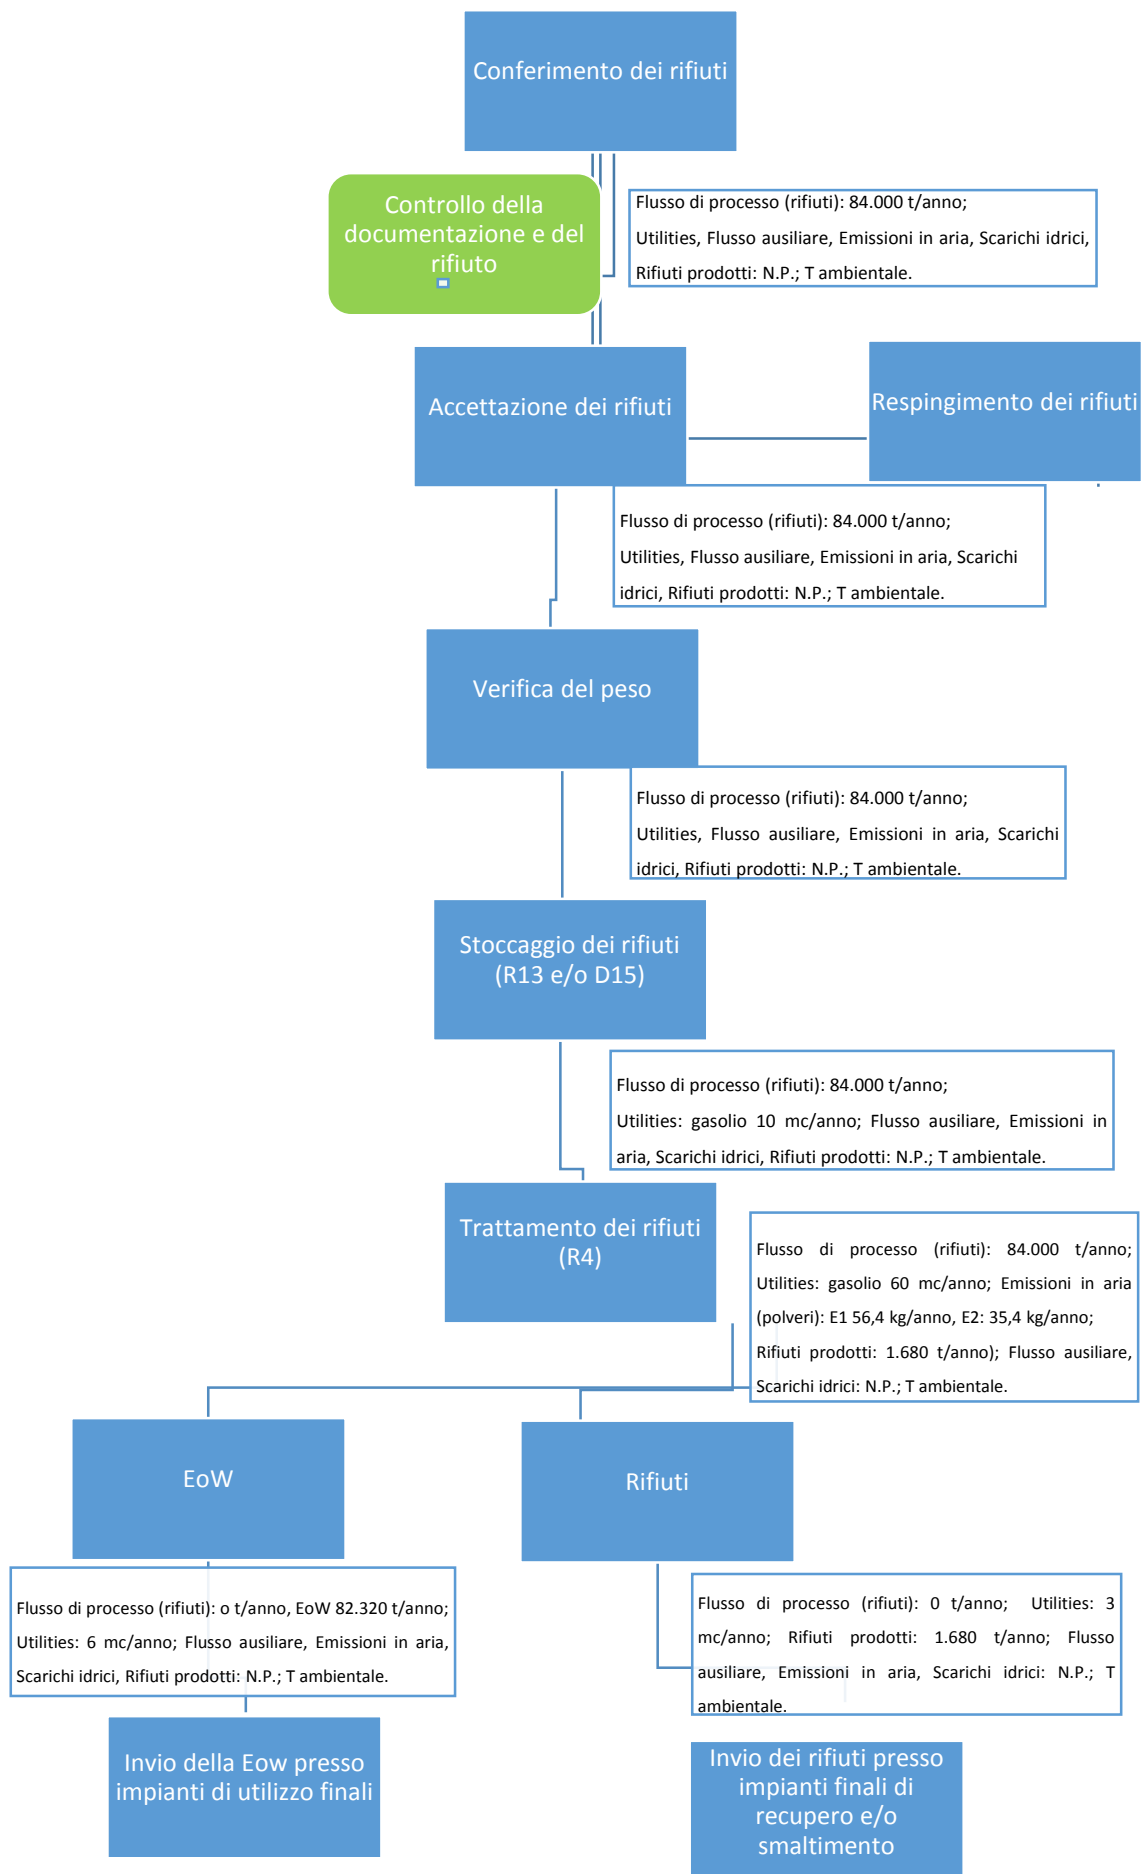 Conferimento dei rifiuti
Controllo della
documentazione e del
rifiuto
Flusso di processo (rifiuti): 84.000 t/anno;
Utilities, Flusso ausiliare, Emissioni in aria, Scarichi idrici,
Rifiuti prodotti: N.P.; T ambientale.
Accettazione dei rifiuti
Respingimento dei rifiuti
Flusso di processo (rifiuti): 84.000 t/anno;
Utilities, Flusso ausiliare, Emissioni in aria, Scarichi
idrici, Rifiuti prodotti: N.P.; T ambientale.
Verifica del peso
Flusso di processo (rifiuti): 84.000 t/anno;
Utilities, Flusso ausiliare, Emissioni in aria, Scarichi
idrici, Rifiuti prodotti: N.P.; T ambientale.
Stoccaggio dei rifiuti
(R13 e/o D15)
Flusso di processo (rifiuti): 84.000 t/anno;
Utilities: gasolio 10 mc/anno; Flusso ausiliare, Emissioni in
aria, Scarichi idrici, Rifiuti prodotti: N.P.; T ambientale.
Trattamento dei rifiuti
(R4)
Flusso di processo (rifiuti): 84.000 t/anno;
Utilities: gasolio 60 mc/anno; Emissioni in aria
(polveri): E1 56,4 kg/anno, E2: 35,4 kg/anno;
Rifiuti prodotti: 1.680 t/anno); Flusso ausiliare,
Scarichi idrici: N.P.; T ambientale.
EoW
Rifiuti
Flusso di processo (rifiuti): o t/anno, EoW 82.320 t/anno;
Utilities: 6 mc/anno; Flusso ausiliare, Emissioni in aria,
Scarichi idrici, Rifiuti prodotti: N.P.; T ambientale.
Flusso di processo (rifiuti): 0 t/anno; Utilities: 3
mc/anno; Rifiuti prodotti: 1.680 t/anno; Flusso
ausiliare, Emissioni in aria, Scarichi idrici: N.P.; T
ambientale.
Invio della Eow presso
impianti di utilizzo finali
Invio dei rifiuti presso
impianti finali di
recupero e/o
smaltimento